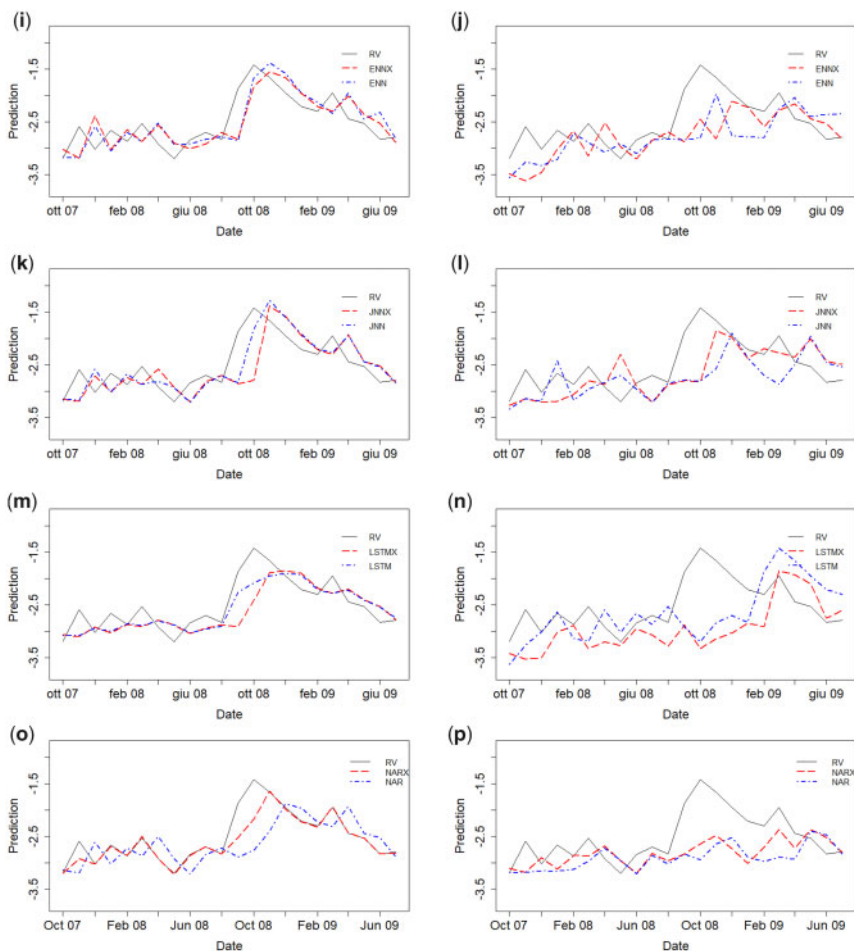 (i)
Prediction
-1.5
-2.5
-3.5
RV
ENNX
ENN
ott 07 feb 08 giu 08 ott 08 feb 09 giu 09
Date
(j)
Prediction
-1.5
-2.5
-3.5
RV
ENNX
ENN
ott 07 feb 08 giu 08 ott 08 feb 09 giu 09
Date
(k)
Prediction
-1.5
-2.5
-3.5
RV
JNNX
JNN
ott 07 feb 08 giu 08 ott 08 feb 09 giu 09
Date
(l)
Prediction
-1.5
-2.5
-3.5
RV
JNNX
JNN
ott 07 feb 08 giu 08 ott 08 feb 09 giu 09
Date
(m)
Prediction
-1.5
-2.5
-3.5
RV
LSTMX
LSTM
ott 07 feb 08 giu 08 ott 08 feb 09 giu 09
Date
(n)
Prediction
-1.5
-2.5
-3.5
RV
LSTMX
LSTM
Oct 07 Feb 08 Jun 08 Oct 08 Feb 09 Jun 09
Date
(o)
Prediction
-1.5
-2.5
-3.5
RV
NARX
NAR
Oct 07 Feb 08 Jun 08 Oct 08 Feb 09 Jun 09
Date
(p)
Prediction
-1.5
-2.5
-3.5
RV
NARX
NAR
Oct 07 Feb 08 Jun 08 Oct 08 Feb 09 Jun 09
Date